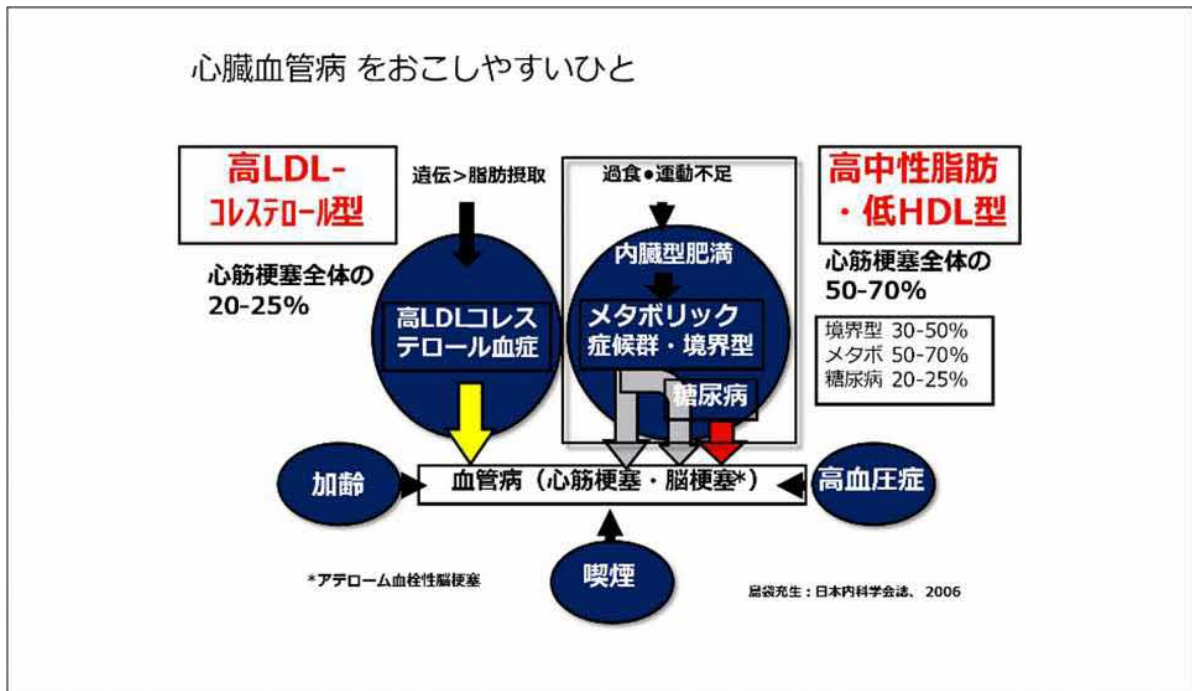 心臓血管病 をおこしやすいひと
高LDL-
コレステロール型
心筋梗塞全体の
20-25%
遺伝>脂肪摂取
高LDLコレス
テロール血症
過食●運動不足
内臓型肥満
メタボリック
症候群・境界型
糖尿病
高中性脂肪
・低HDL型
心筋梗塞全体の
50-70%
境界型 30-50%
メタボ 50-70%
糖尿病 20-25%
加齢
血管病（心筋梗塞・脳梗塞*）
高血圧症
喫煙
*アテローム血栓性脳梗塞
島袋充生：日本内科学会誌、2006